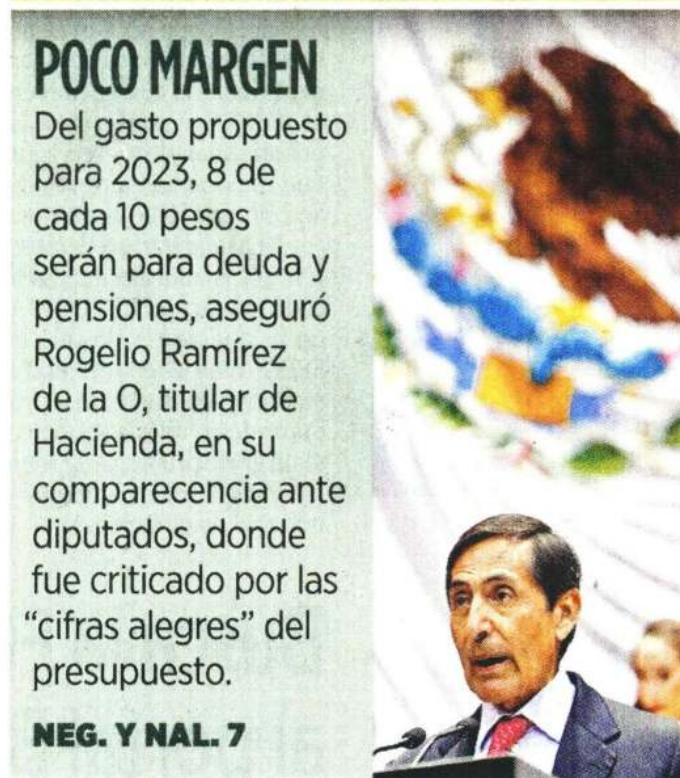 POCO MARGEN
Del gasto propuesto
para 2023, 8 de
cada 10 pesos
serán para deuda y
pensiones, aseguró
Rogelio Ramírez
de la O, titular de
Hacienda, en su
comparecencia ante
diputados, donde
fue criticado por las
“cifras alegres” del
presupuesto.
NEG. Y NAL. 7